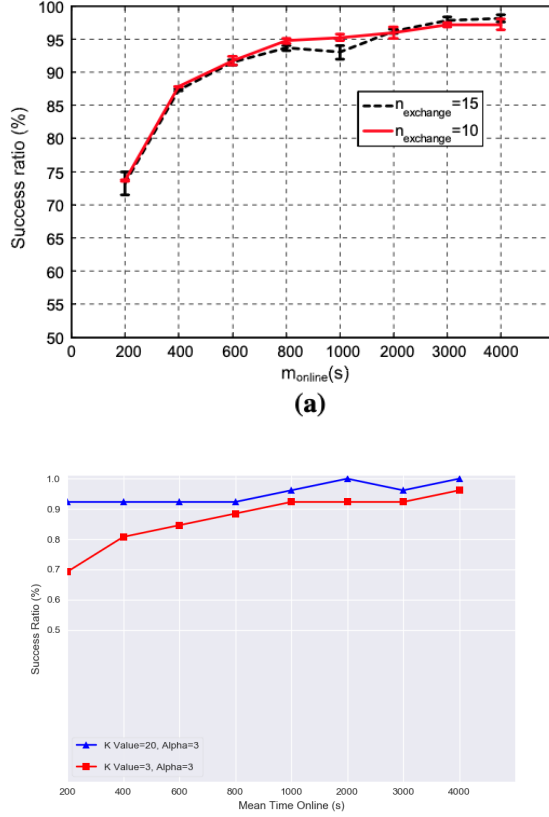 100
95
90
85
80
75
70
65
60
55
50
Success ratio (%)
n_exchange=15
n_exchange=10
0 200 400 600 800 1000 2000 3000 4000
m_online(s)
(a)
1.0
0.9
0.8
0.7
0.6
0.5
Success Ratio (%)
K Value=20, Alpha=3
K Value=3, Alpha=3
200 400 600 800 1000 2000 3000 4000
Mean Time Online (s)